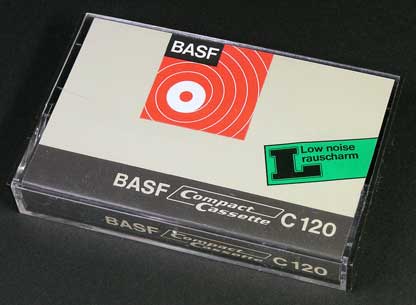 BASF
Low noise
L rauscharm
BASF Compact Cassette C 120
BASF Compact Cassette C 120